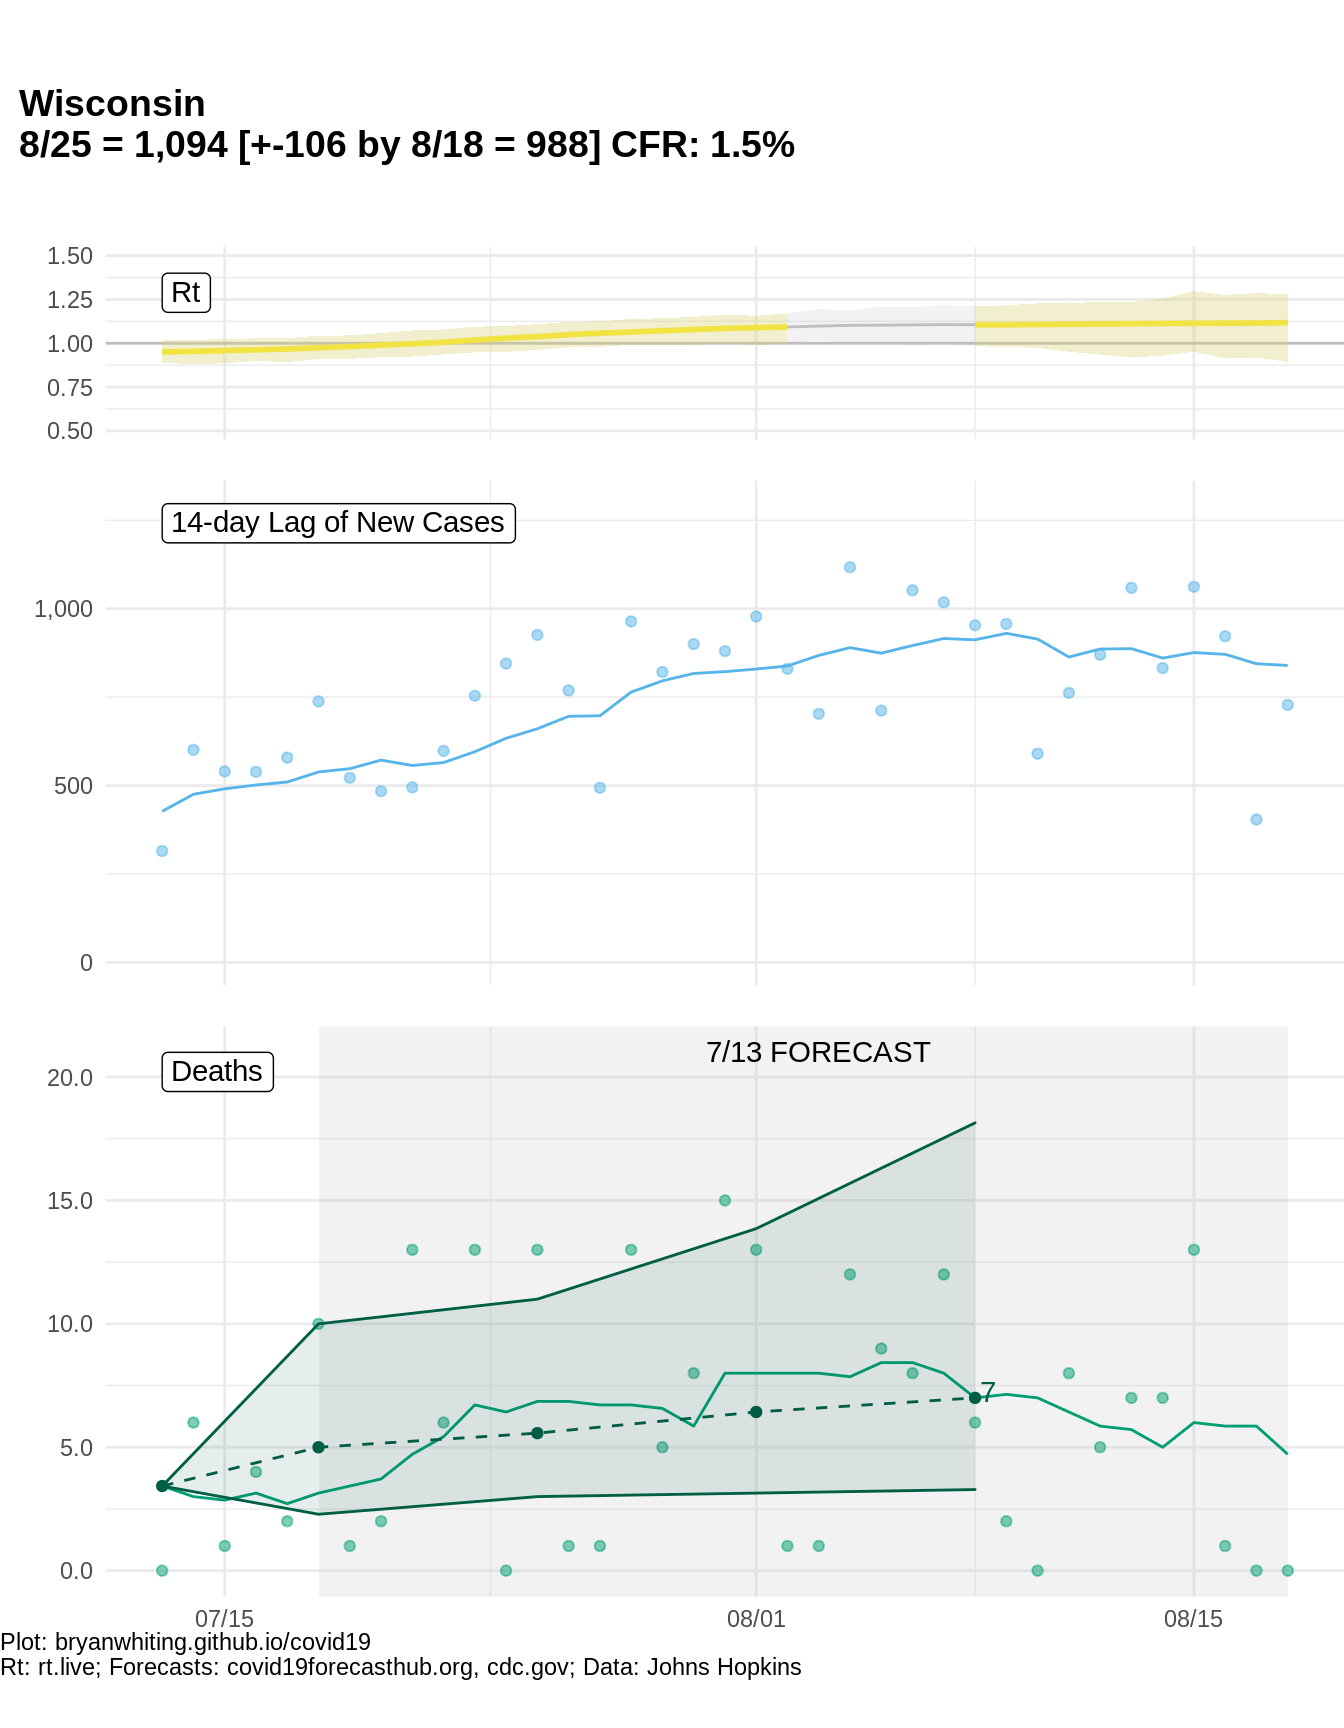 Wisconsin
8/25 = 1,094 [+-106 by 8/18 = 988] CFR: 1.5%
1.50
1.25
1.00
0.75
0.50
Rt
14-day Lag of New Cases
1,000
500
0
7/13 FORECAST
Deaths
20.0
15.0
10.0
5.0
0.0
7
07/15
08/01
08/15
Plot: bryanwhiting.github.io/covid19
Rt: rt.live; Forecasts: covid19forecasthub.org, cdc.gov; Data: Johns Hopkins